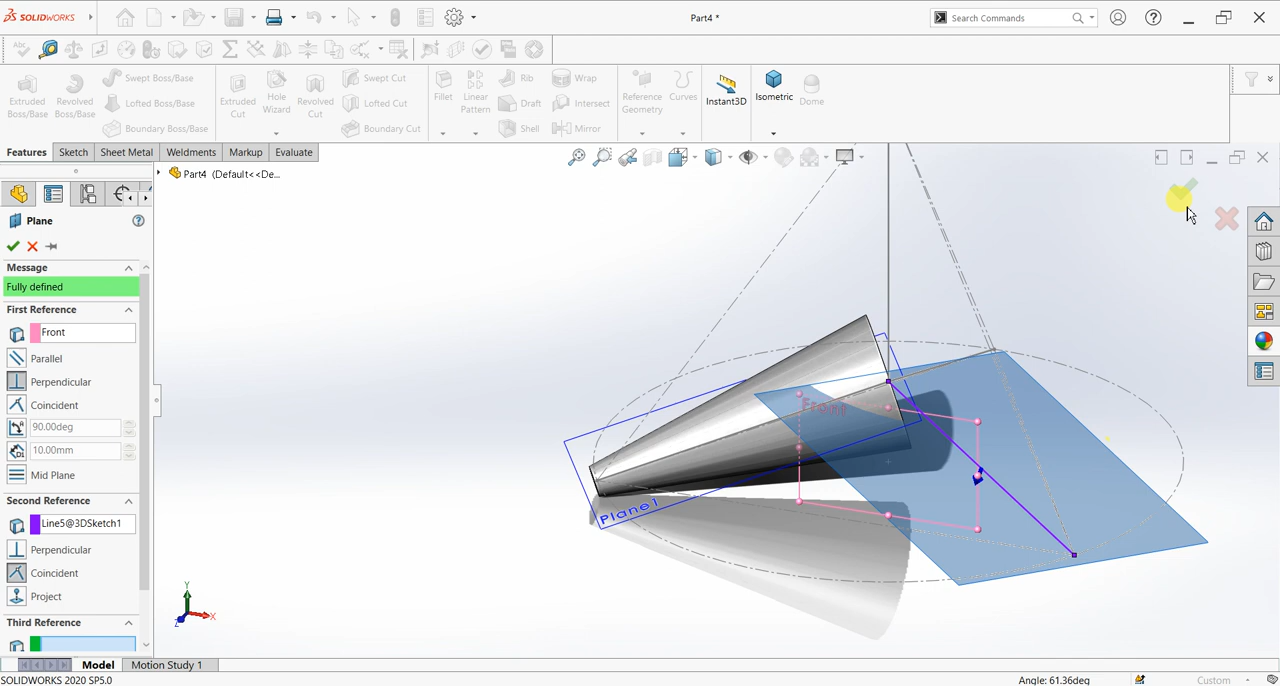 SOLIDWORKS
Part4 *
Search Commands
Extruded Boss/Base
Revolved Boss/Base
Swept Boss/Base
Lofted Boss/Base
Boundary Boss/Base
Extruded Cut
Hole Wizard
Revolved Cut
Swept Cut
Lofted Cut
Boundary Cut
Fillet
Linear Pattern
Rib
Draft
Shell
Wrap
Intersect
Mirror
Reference Geometry
Curves
Instant3D
Isometric
Dome
Features
Sketch
Sheet Metal
Weldments
Markup
Evaluate
Part4 (Default<<De...
Plane
Message
Fully defined
First Reference
Front
Parallel
Perpendicular
Coincident
90.00deg
10.00mm
Mid Plane
Second Reference
Line5@3DSketch1
Perpendicular
Coincident
Project
Third Reference
Front
Plane1
Y
X
Z
Model
Motion Study 1
SOLIDWORKS 2020 SP5.0
Angle: 61.36deg
Custom